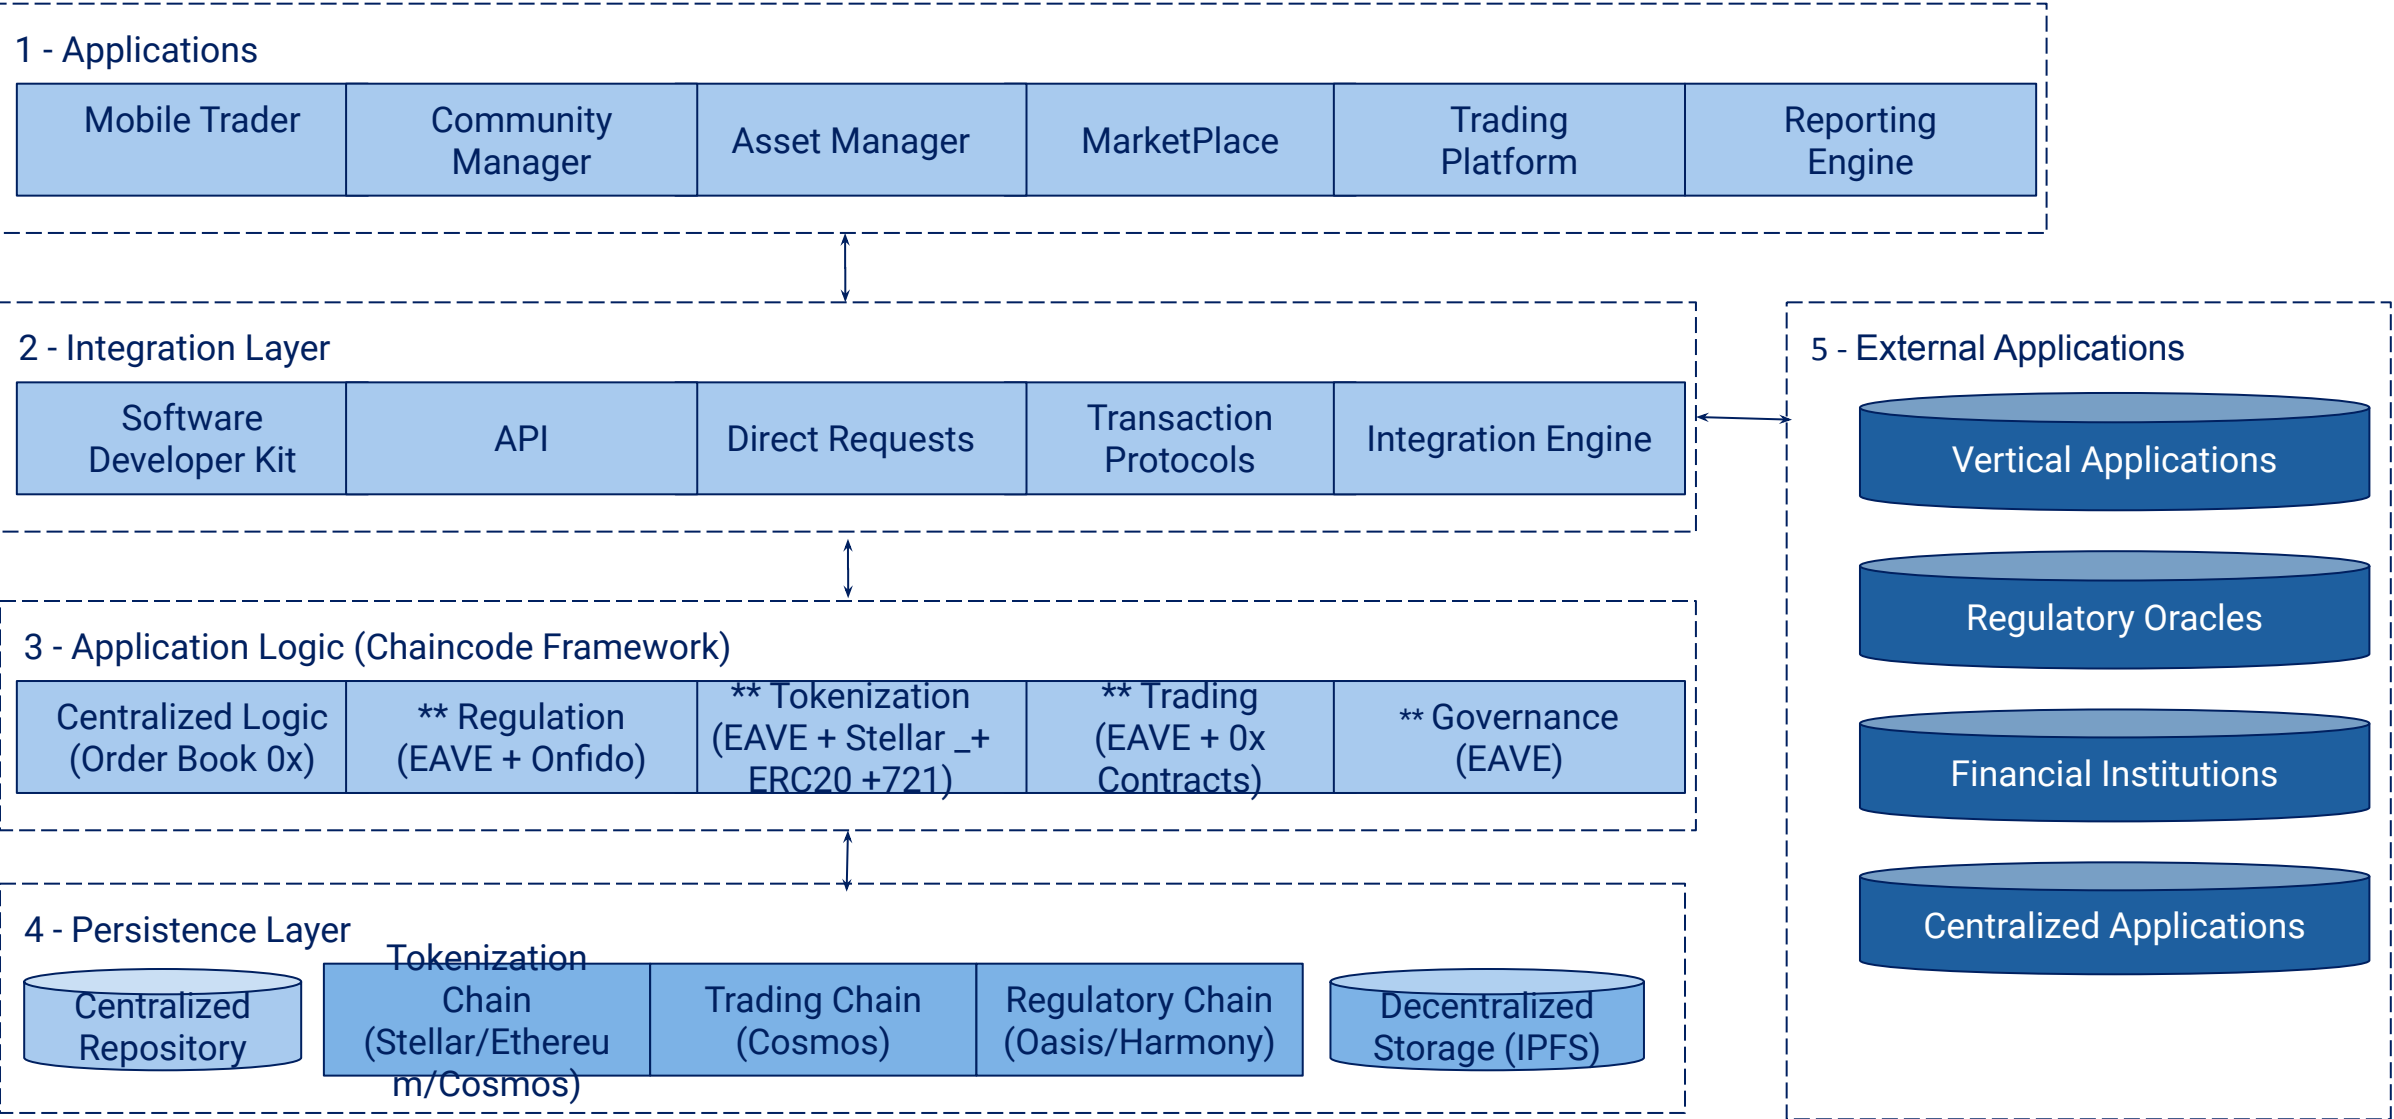 1 - Applications
Mobile Trader
Community
Manager
Asset Manager
MarketPlace
Trading
Platform
Reporting
Engine
2 - Integration Layer
Software
Developer Kit
API
Direct Requests
Transaction
Protocols
Integration Engine
3 - Application Logic (Chaincode Framework)
Centralized Logic
(Order Book 0x)
** Regulation
(EAVE + Onfido)
** Tokenization
(EAVE + Stellar _+
ERC20 +721)
** Trading
(EAVE + 0x
Contracts)
** Governance
(EAVE)
4 - Persistence Layer
Centralized
Repository
Tokenization
Chain
(Stellar/Ethereu
m/Cosmos)
Trading Chain
(Cosmos)
Regulatory Chain
(Oasis/Harmony)
Decentralized
Storage (IPFS)
5 - External Applications
Vertical Applications
Regulatory Oracles
Financial Institutions
Centralized Applications